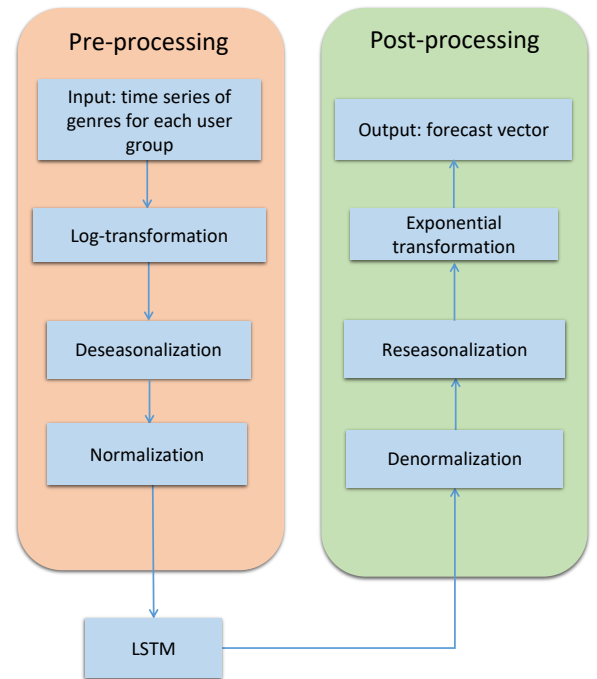 Pre-processing
Input: time series of
genres for each user
group
Log-transformation
Deseasonalization
Normalization
LSTM
Post-processing
Output: forecast vector
Exponential
transformation
Reseasonalization
Denormalization